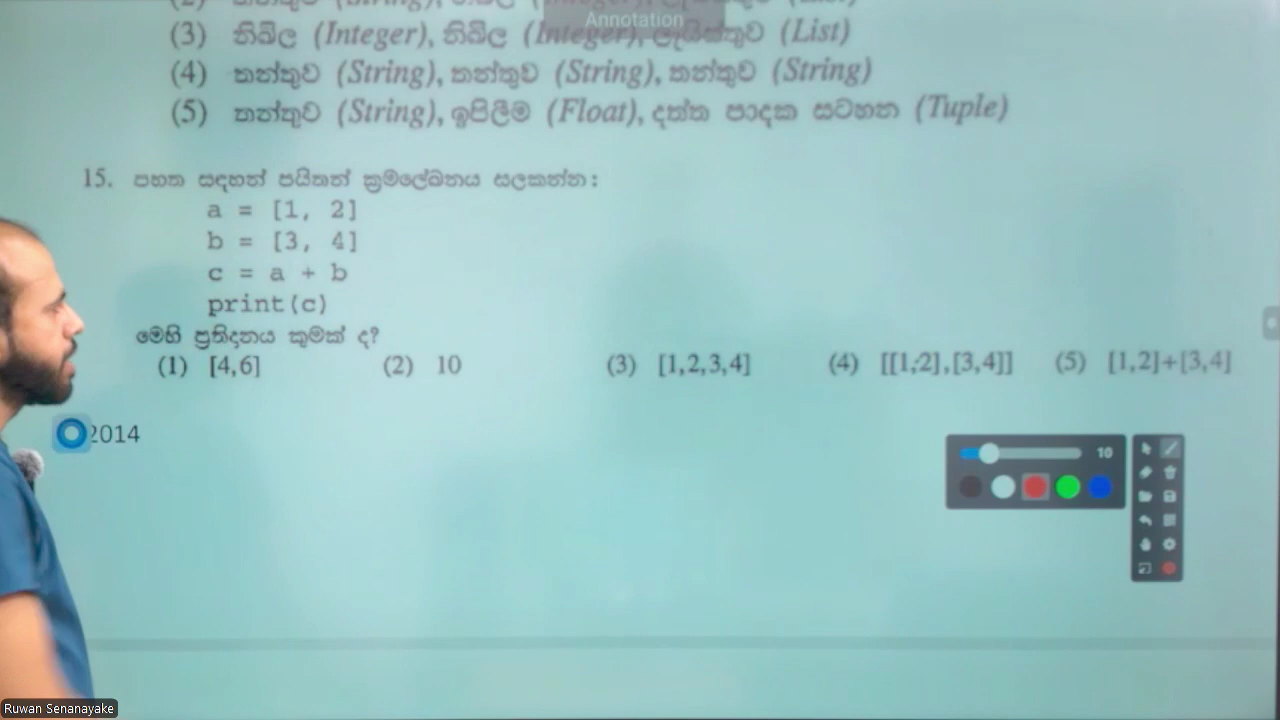 Annotation
(3) නිඛිල (Integer), නිඛිල (Integer), ලැයිස්තුව (List)
(4) තන්තුව (String), තන්තුව (String), තන්තුව (String)
(5) තන්තුව (String), ඉපිලීම (Float), දත්ත පාදක සටහන (Tuple)
15. පහත සඳහන් පයිතන් ක්‍රමලේඛනය සලකන්න:
a = [1, 2]
b = [3, 4]
c = a + b
print(c)
මෙහි ප්‍රතිදානය කුමක් ද?
(1) [4,6] (2) 10 (3) [1,2,3,4] (4) [[1,2],[3,4]] (5) [1,2]+[3,4]
2014
10
Ruwan Senanayake